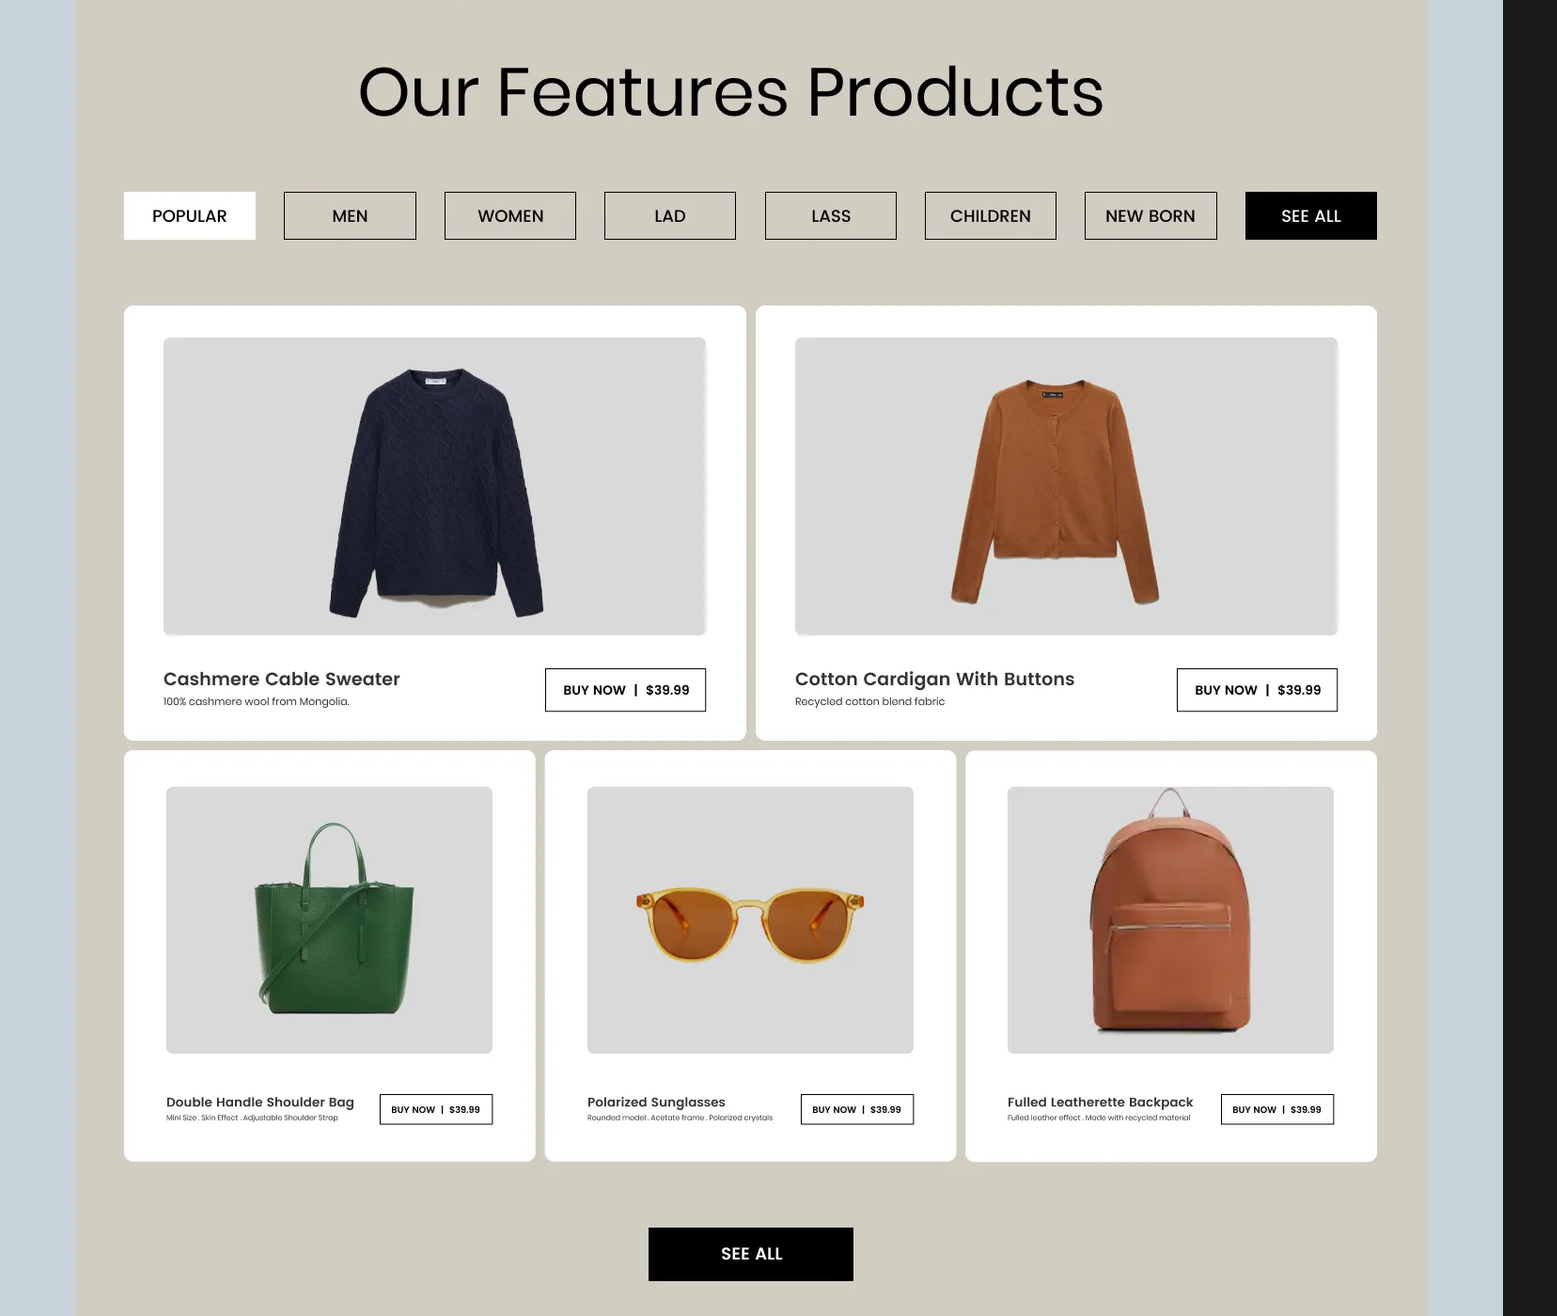 Our Features Products
POPULAR
MEN
WOMEN
LAD
LASS
CHILDREN
NEW BORN
SEE ALL
Cashmere Cable Sweater
100% cashmere wool from Mongolia.
BUY NOW | $39.99
Cotton Cardigan With Buttons
Recycled cotton blend fabric
BUY NOW | $39.99
Double Handle Shoulder Bag
Mini Size . Skin Effect . Adjustable Shoulder Strap
BUY NOW | $39.99
Polarized Sunglasses
Rounded model . Acetate frame . Polarized crystals
BUY NOW | $39.99
Fulled Leatherette Backpack
Fulled leather effect . Made with recycled material
BUY NOW | $39.99
SEE ALL